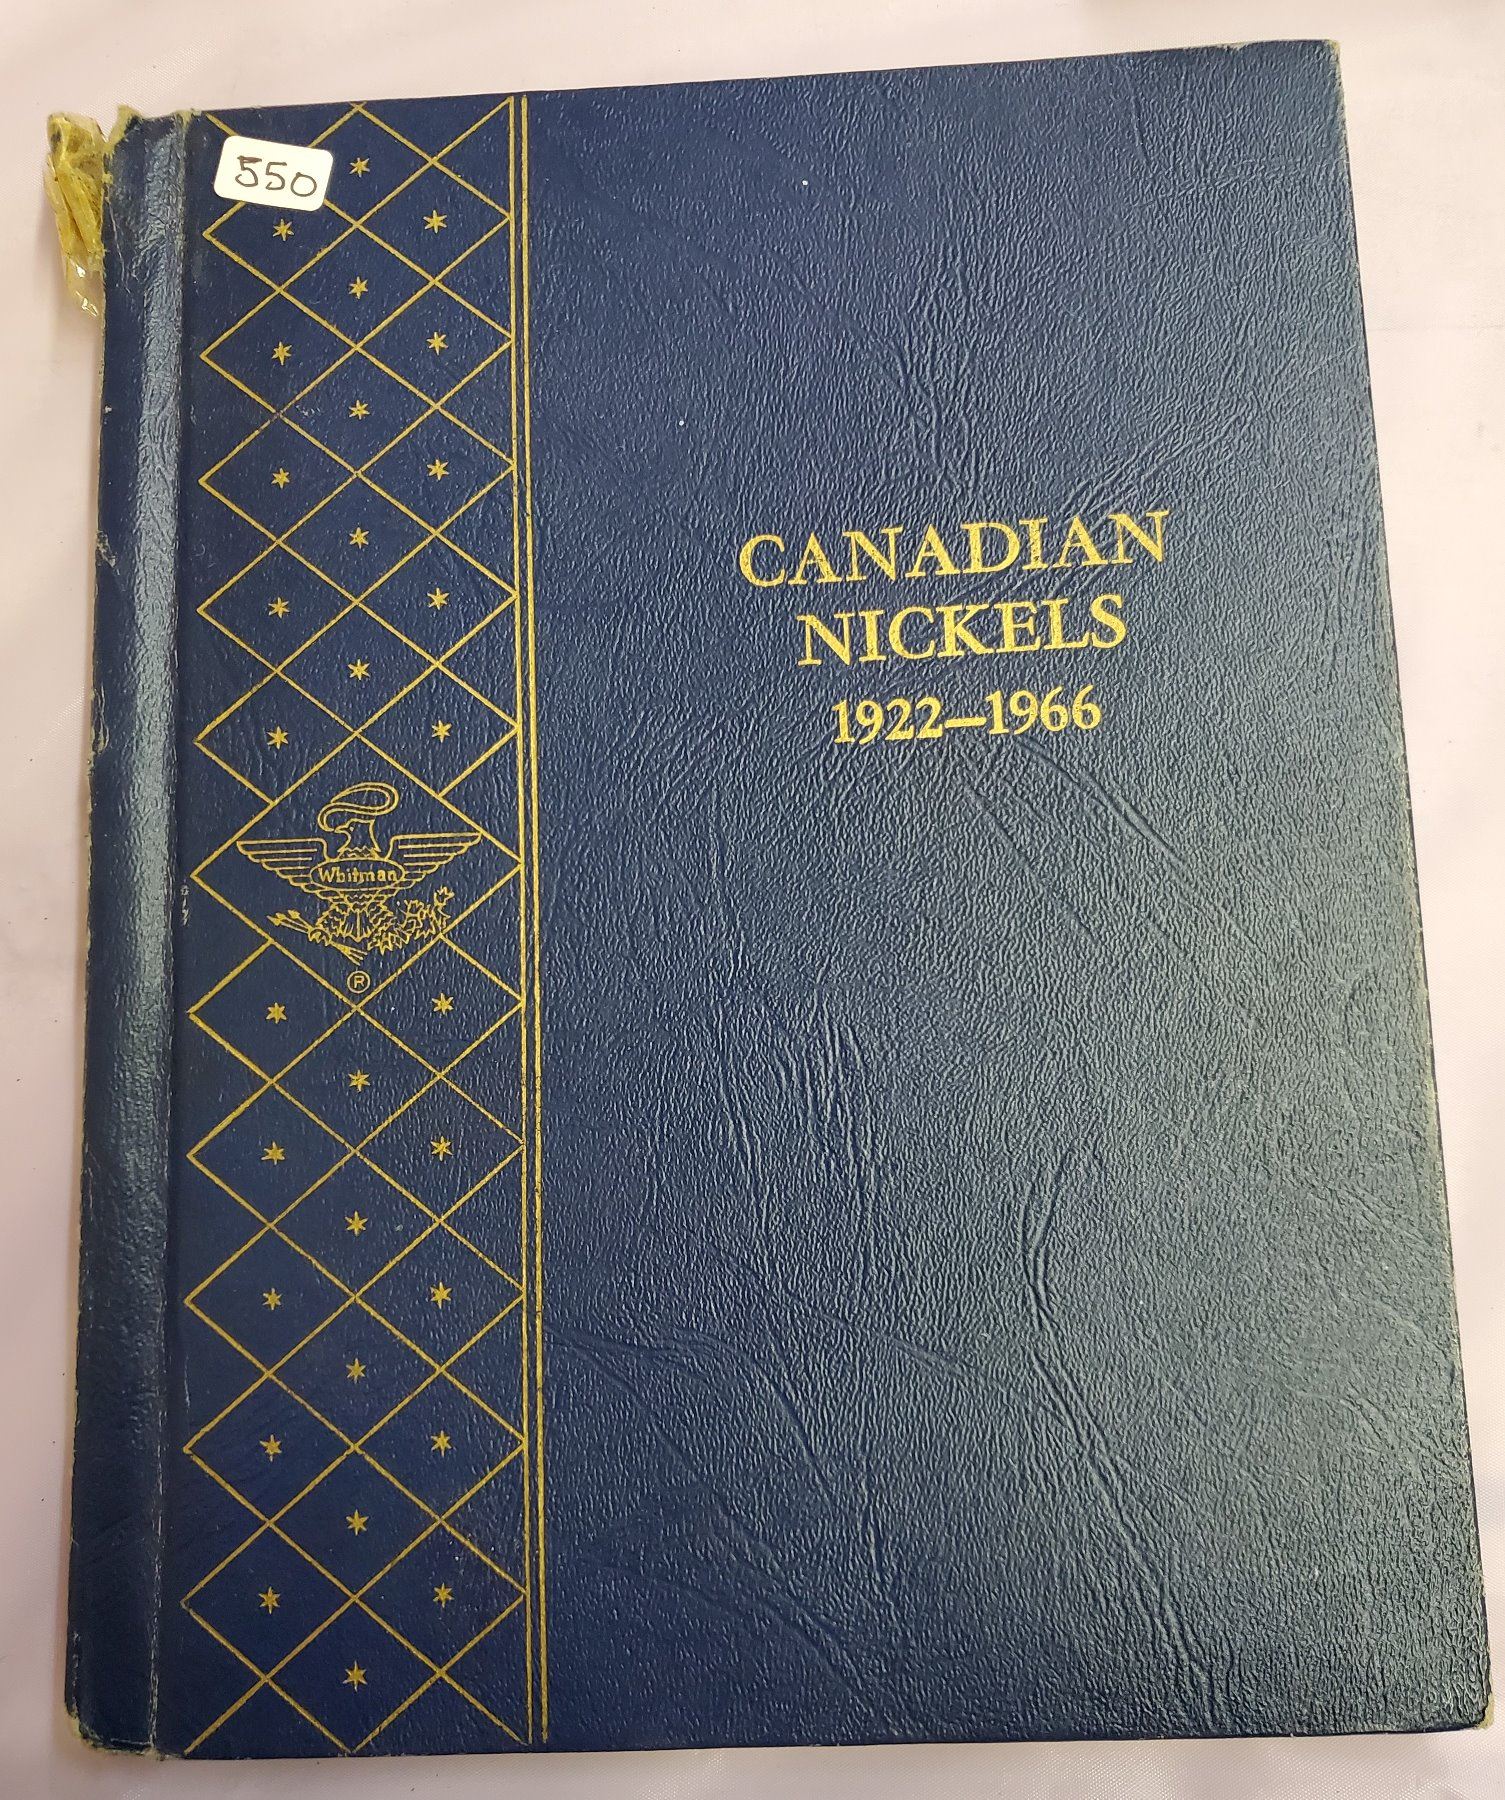 550
CANADIAN
NICKELS
1922–1966
Whitman
®